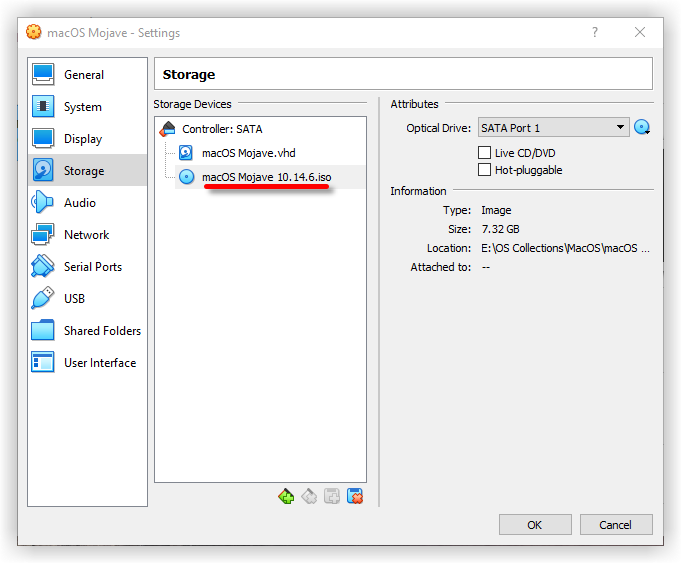 macOS Mojave - Settings
?
General
System
Display
Storage
Audio
Network
Serial Ports
USB
Shared Folders
User Interface
Storage
Storage Devices
Controller: SATA
macOS Mojave.vhd
macOS Mojave 10.14.6.iso
Attributes
Optical Drive: SATA Port 1
Live CD/DVD
Hot-pluggable
Information
Type: Image
Size: 7.32 GB
Location: E:\OS Collections\MacOS\macOS ...
Attached to: --
OK Cancel